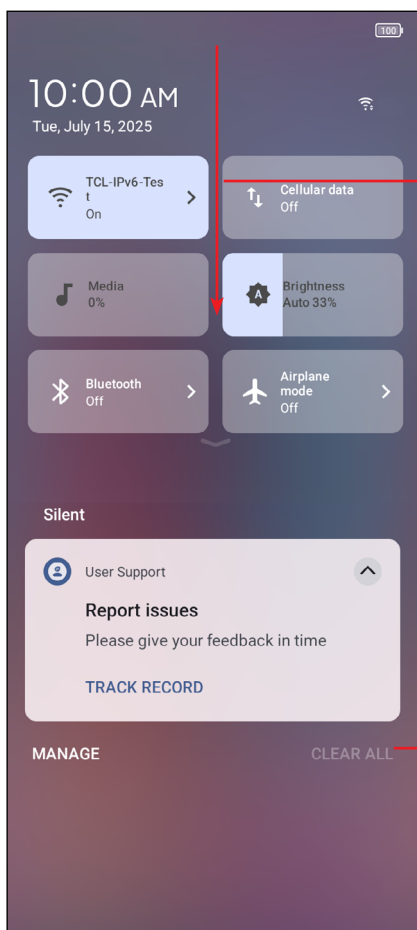 100
10:00 AM
Tue, July 15, 2025
TCL-IPv6-Tes
t
On
Cellular data
Off
Media
0%
A
Brightness
Auto 33%
Bluetooth
Off
Airplane
mode
Off
Silent
User Support
Report issues
Please give your feedback in time
TRACK RECORD
MANAGE
CLEAR ALL